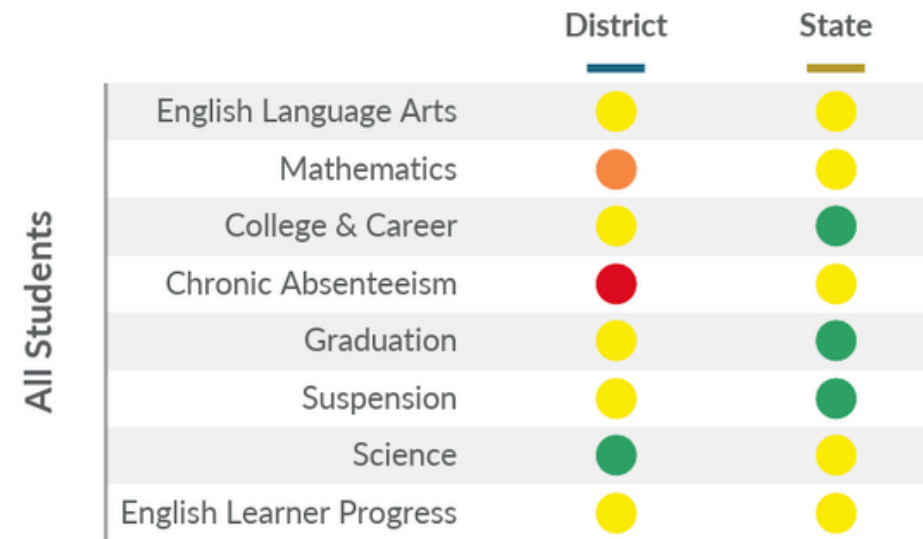 District State
All Students
English Language Arts
Mathematics
College & Career
Chronic Absenteeism
Graduation
Suspension
Science
English Learner Progress